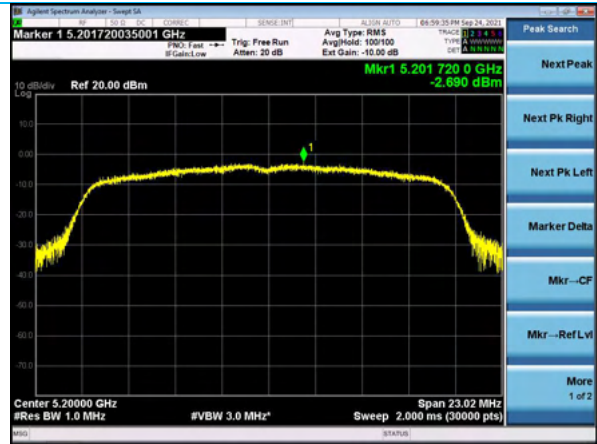 Agilent Spectrum Analyzer - Swept SA
RF 50 Ω DC CORREC SENSE:INT ALIGN AUTO 06:59:35 PM Sep 24, 2021
Marker 1 5.201720035001 GHz
PNO: Fast
IFGain:Low
Trig: Free Run
Atten: 20 dB
Avg Type: RMS
Avg|Hold: 100/100
Ext Gain: -10.00 dB
TRACE 1 2 3 4 5 6
TYPE A WWWWW
DET A N N N N N
Peak Search
Mkr1 5.201 720 0 GHz
-2.690 dBm
10 dB/div Ref 20.00 dBm
Log
10.0
0.00
-10.0
-20.0
-30.0
-40.0
-50.0
-60.0
-70.0
1
Center 5.20000 GHz Span 23.02 MHz
#Res BW 1.0 MHz #VBW 3.0 MHz* Sweep 2.000 ms (30000 pts)
MSG STATUS
Next Peak
Next Pk Right
Next Pk Left
Marker Delta
Mkr→CF
Mkr→Ref Lvl
More
1 of 2